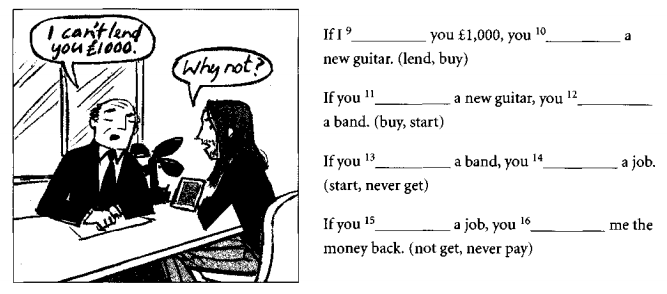 I can't lend
you £1000.
Why not?
If I 9__________ you £1,000, you 10__________ a
new guitar. (lend, buy)
If you 11__________ a new guitar, you 12__________
a band. (buy, start)
If you 13__________ a band, you 14__________ a job.
(start, never get)
If you 15__________ a job, you 16__________ me the
money back. (not get, never pay)